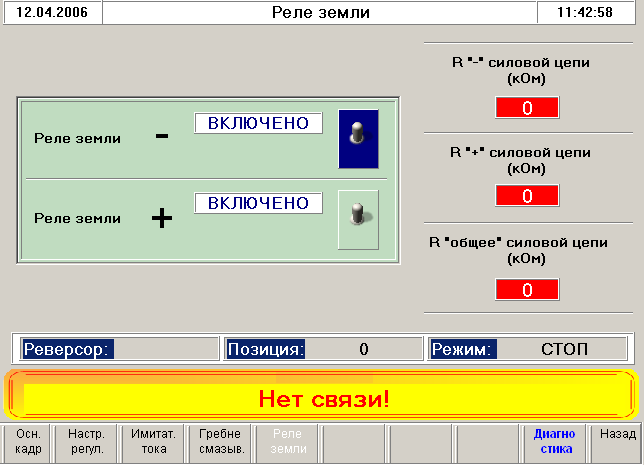 12.04.2006 Реле земли 11:42:58
R "-" силовой цепи
(кОм)
0
Реле земли - ВКЛЮЧЕНО
R "+" силовой цепи
(кОм)
0
Реле земли + ВКЛЮЧЕНО
R "общее" силовой цепи
(кОм)
0
Реверсор: Позиция: 0 Режим: СТОП
Нет связи!
Осн.
кадр
Настр.
регул.
Имитат.
тока
Гребне
смазыв.
Реле
земли
Диагно
стика
Назад